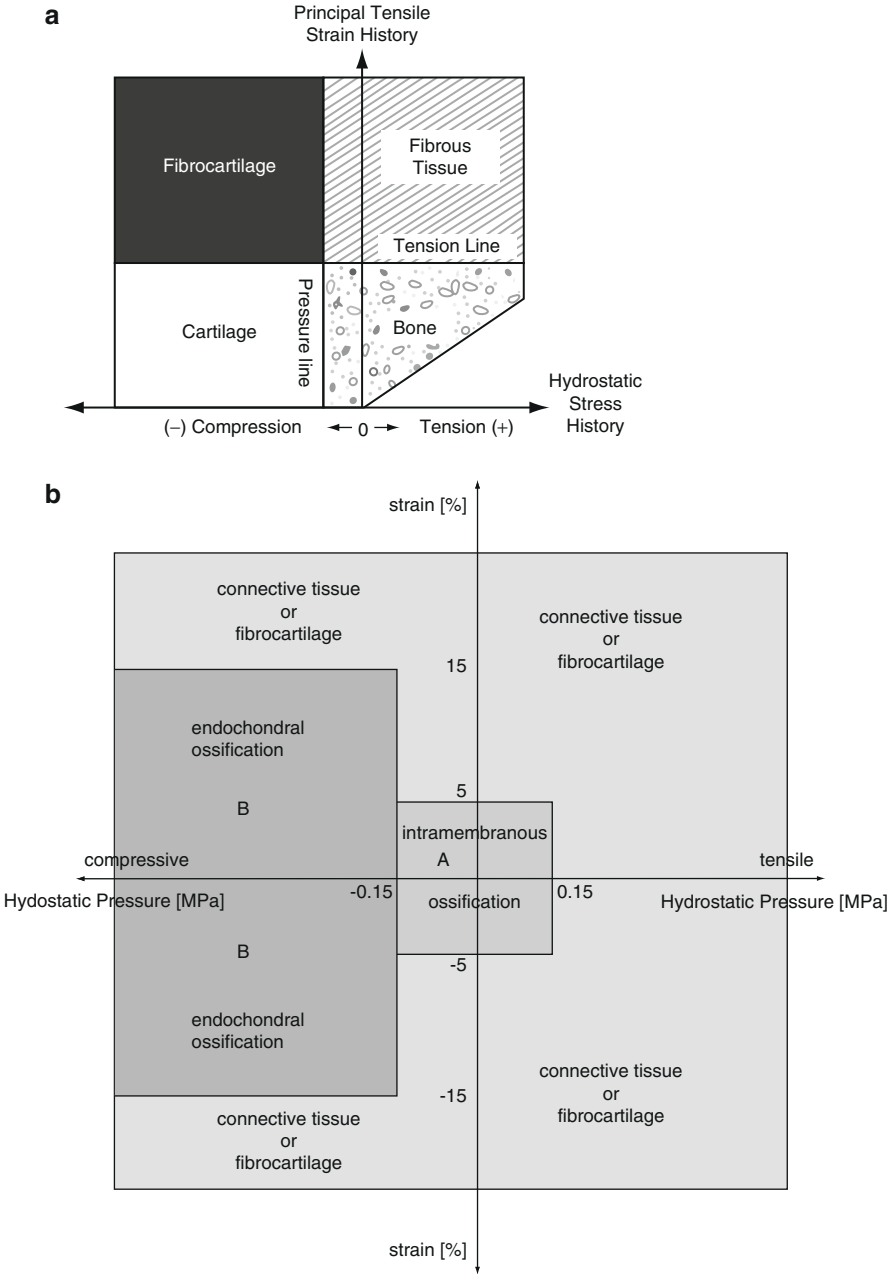 a
Principal Tensile
Strain History
Fibrocartilage
Fibrous
Tissue
Tension Line
Cartilage
Pressure line
Bone
Hydrostatic
Stress
History
(−) Compression
0
Tension (+)
b
strain [%]
connective tissue
or
fibrocartilage
connective tissue
or
fibrocartilage
15
endochondral
ossification
B
5
intramembranous
A
compressive
tensile
Hydostatic Pressure [MPa]
-0.15
ossification
0.15
Hydrostatic Pressure [MPa]
B
-5
endochondral
ossification
-15
connective tissue
or
fibrocartilage
connective tissue
or
fibrocartilage
strain [%]